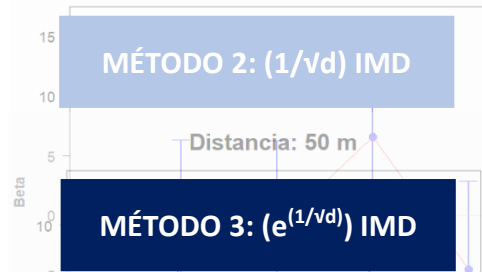 15
MÉTODO 2: (1/√d) IMD
10
Distancia: 50 m
5
Beta
0
10
MÉTODO 3: (e^(1/√d)) IMD